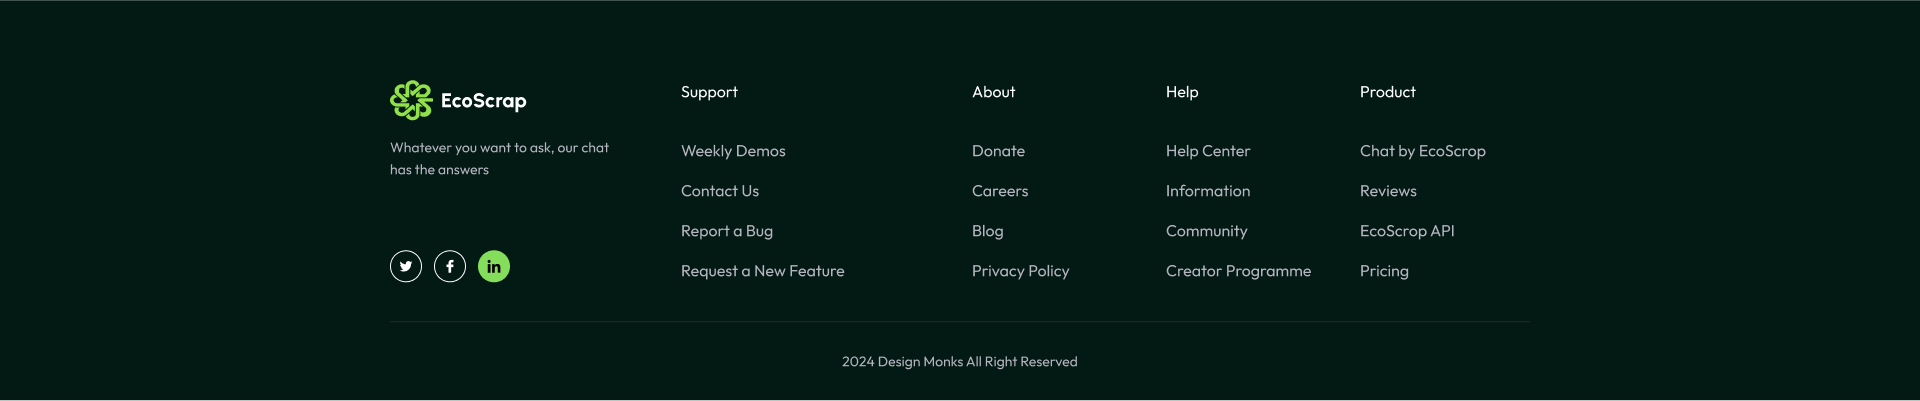 EcoScrap
Whatever you want to ask, our chat
has the answers
Support
Weekly Demos
Contact Us
Report a Bug
Request a New Feature
About
Donate
Careers
Blog
Privacy Policy
Help
Help Center
Information
Community
Creator Programme
Product
Chat by EcoScrop
Reviews
EcoScrop API
Pricing
2024 Design Monks All Right Reserved